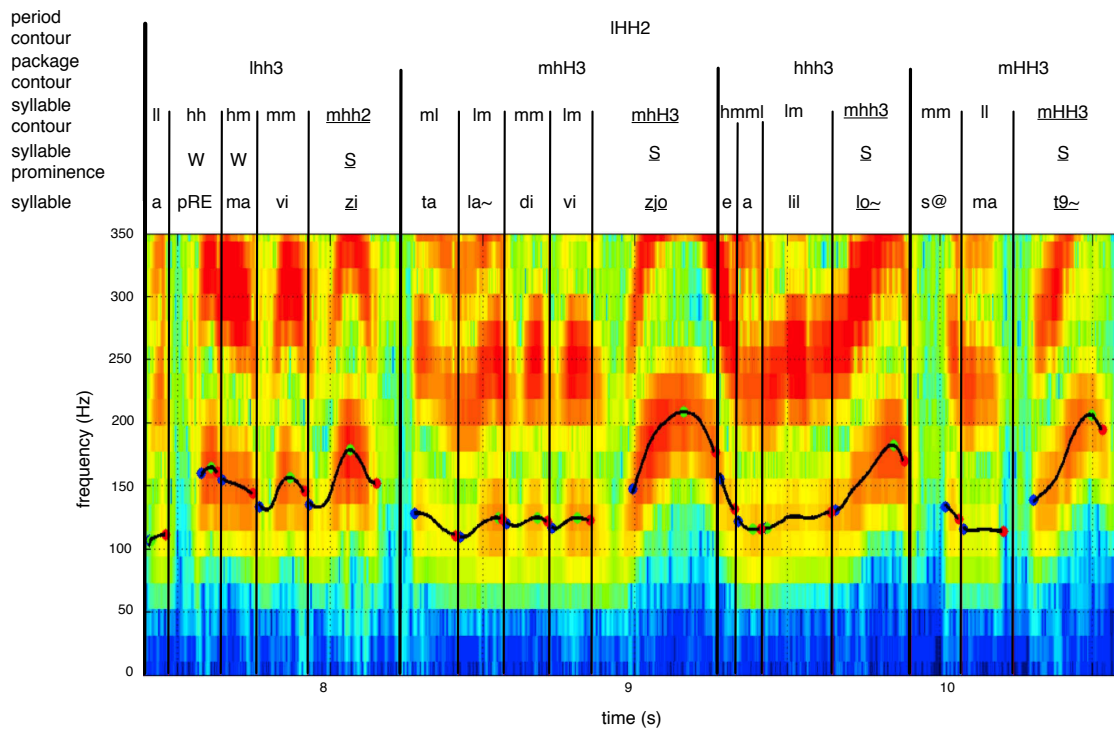 period contour lHH2
package contour lhh3 mhH3 hhh3 mHH3
syllable contour ll hh hm mm mhh2 ml lm mm lm mhH3 hm ml lm mhh3 mm ll mHH3
syllable prominence W W S S S S
syllable a pRE ma vi zi ta la~ di vi zjo e a lil lo~ s@ ma t9~
350
300
250
200
150
100
50
0
frequency (Hz)
8 9 10
time (s)